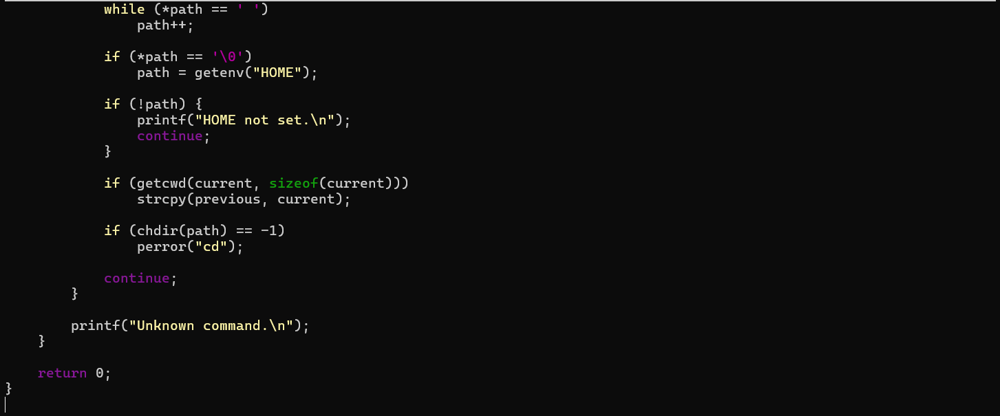 while (*path == ' ')
path++;
if (*path == '\0')
path = getenv("HOME");
if (!path) {
printf("HOME not set.\n");
continue;
}
if (getcwd(current, sizeof(current)))
strcpy(previous, current);
if (chdir(path) == -1)
perror("cd");
continue;
}
printf("Unknown command.\n");
}
return 0;
}